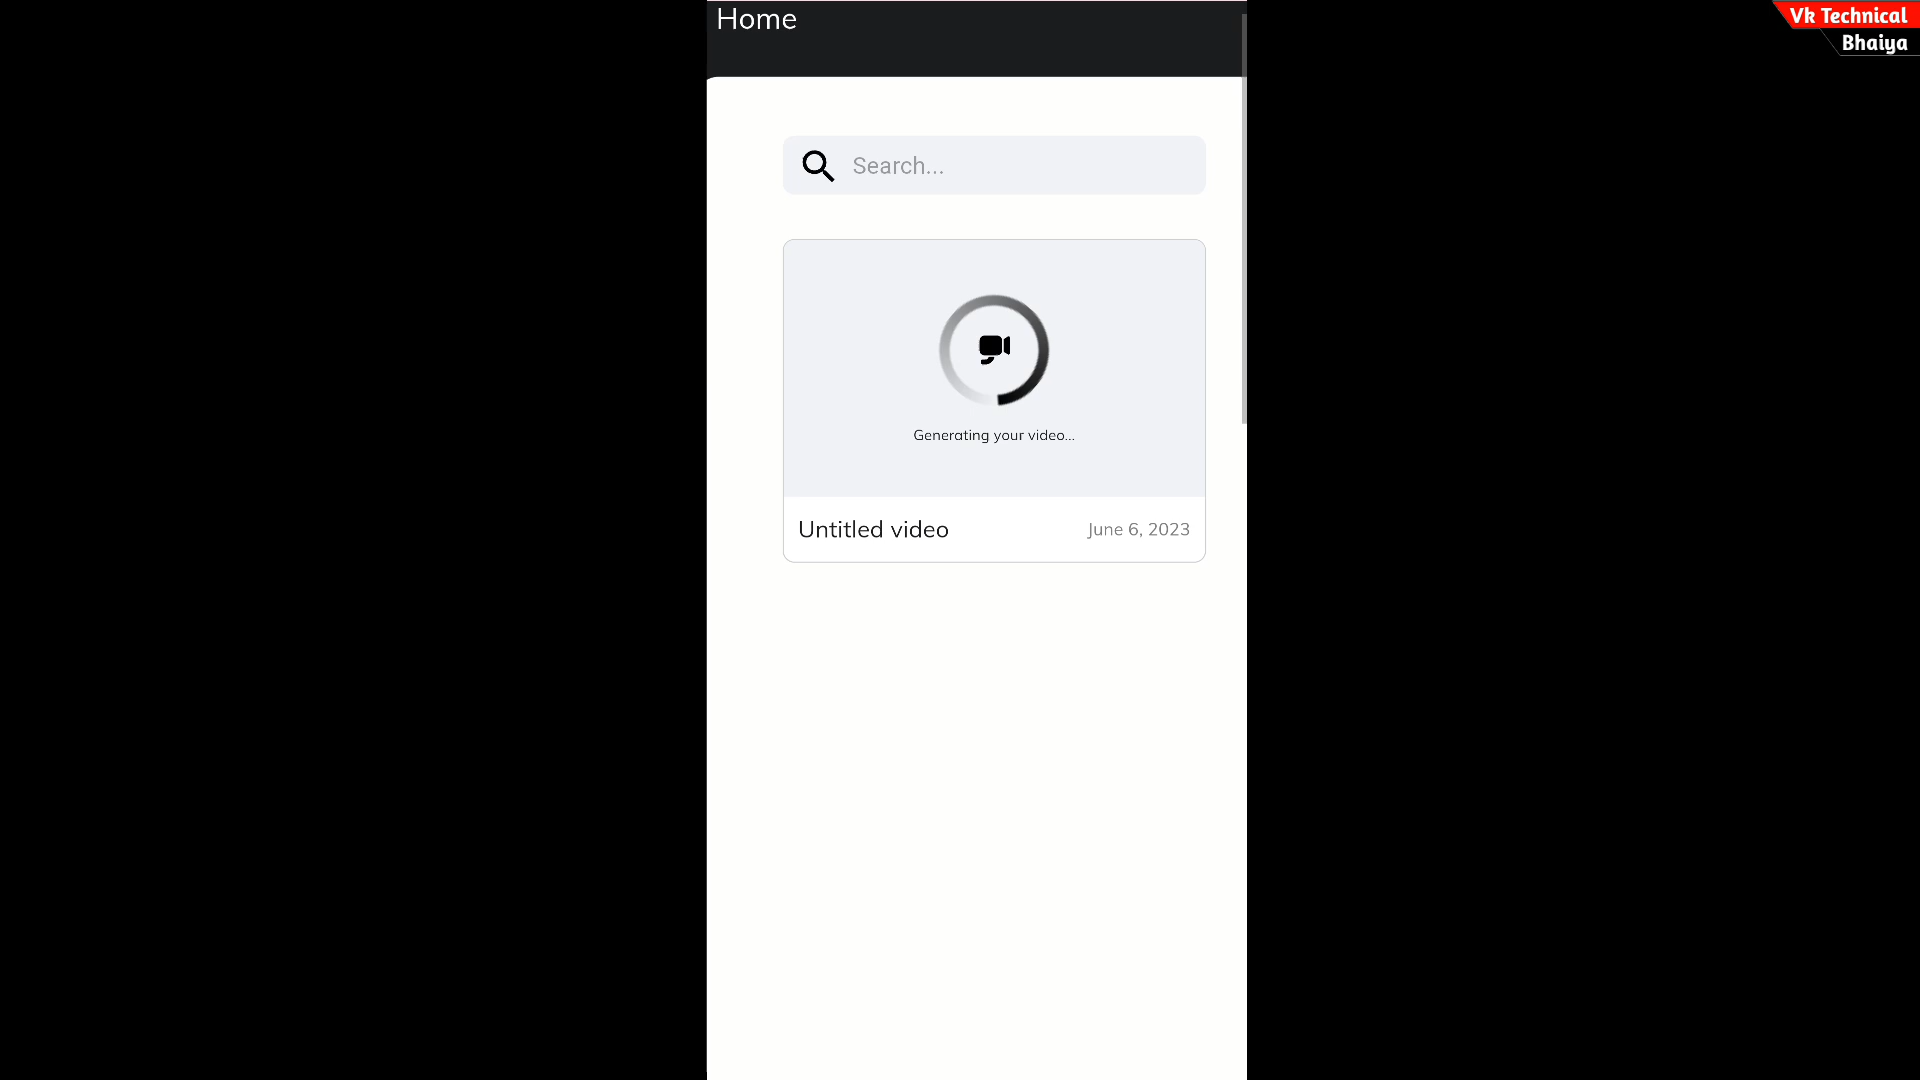 Home
Vk Technical
Bhaiya
Search...
Generating your video...
Untitled video
June 6, 2023